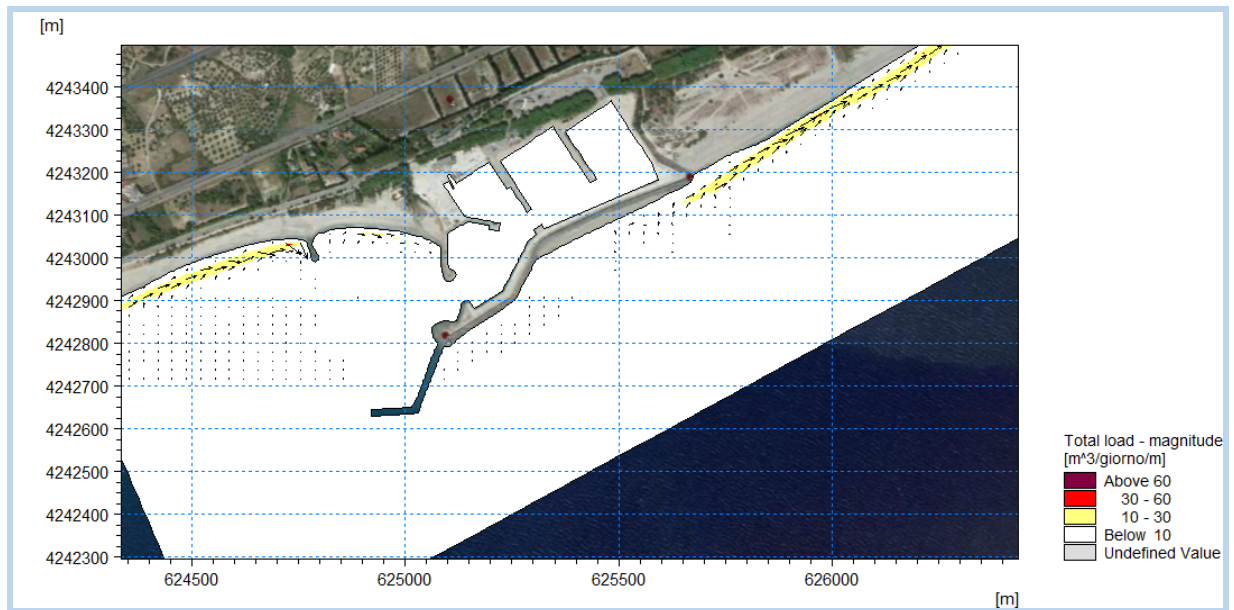 [m]
4243400
4243300
4243200
4243100
4243000
4242900
4242800
4242700
4242600
4242500
4242400
4242300
624500 625000 625500 626000
[m]
Total load - magnitude
[m^3/giorno/m]
Above 60
30 - 60
10 - 30
Below 10
Undefined Value